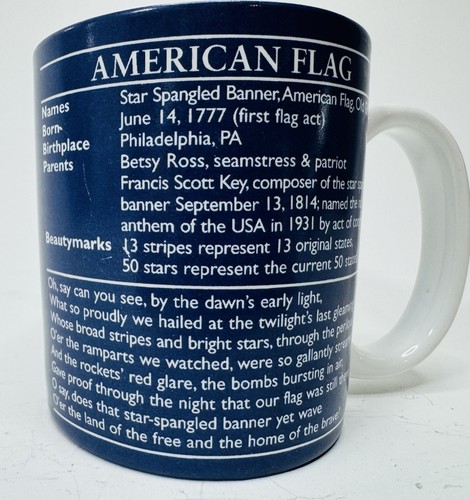 AMERICAN FLAG
Names Star Spangled Banner, American Flag, Old
Born June 14, 1777 (first flag act)
Birthplace Philadelphia, PA
Parents Betsy Ross, seamstress & patriot
Francis Scott Key, composer of the star
banner September 13, 1814; named the
anthem of the USA in 1931 by act of
Beautymarks 13 stripes represent 13 original states,
50 stars represent the current 50 states
Oh, say can you see, by the dawn's early light,
What so proudly we hailed at the twilight's last gleaming
Whose broad stripes and bright stars, through the
O'er the ramparts we watched, were so gallantly
And the rockets' red glare, the bombs bursting in air,
Gave proof through the night that our flag was still
O say, does that star-spangled banner yet wave
O'er the land of the free and the home of the brave?